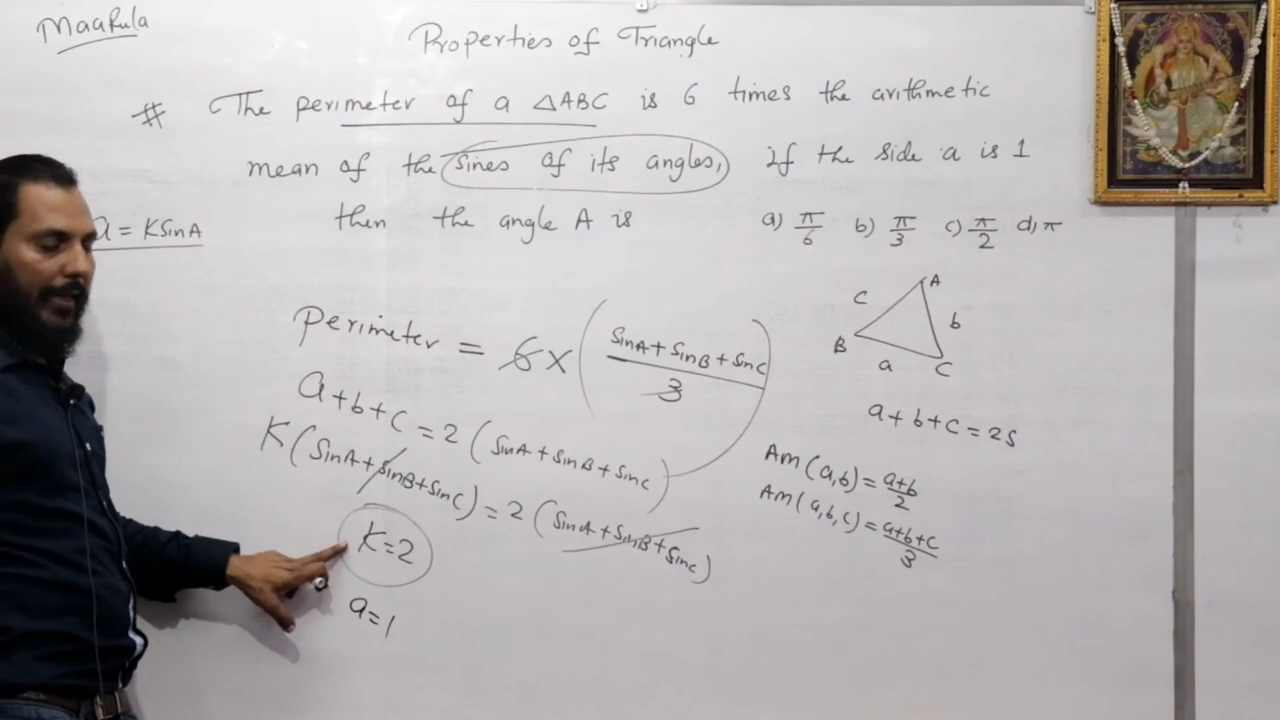 MaaRula
Properties of Triangle
# The perimeter of a △ABC is 6 times the arithmetic
mean of the sines of its angles, if the side a is 1
then the angle A is a) π/6 b) π/3 c) π/2 d) π
a = KSinA
Perimeter = 6 × ( SinA + SinB + SinC / 3 )
a + b + c = 2 ( SinA + SinB + SinC )
K ( SinA + SinB + SinC ) = 2 ( SinA + SinB + SinC )
K = 2
a = 1
A
c
b
B
a
C
a + b + c = 2S
Am (a,b) = a+b / 2
Am (a,b,c) = a+b+c / 3